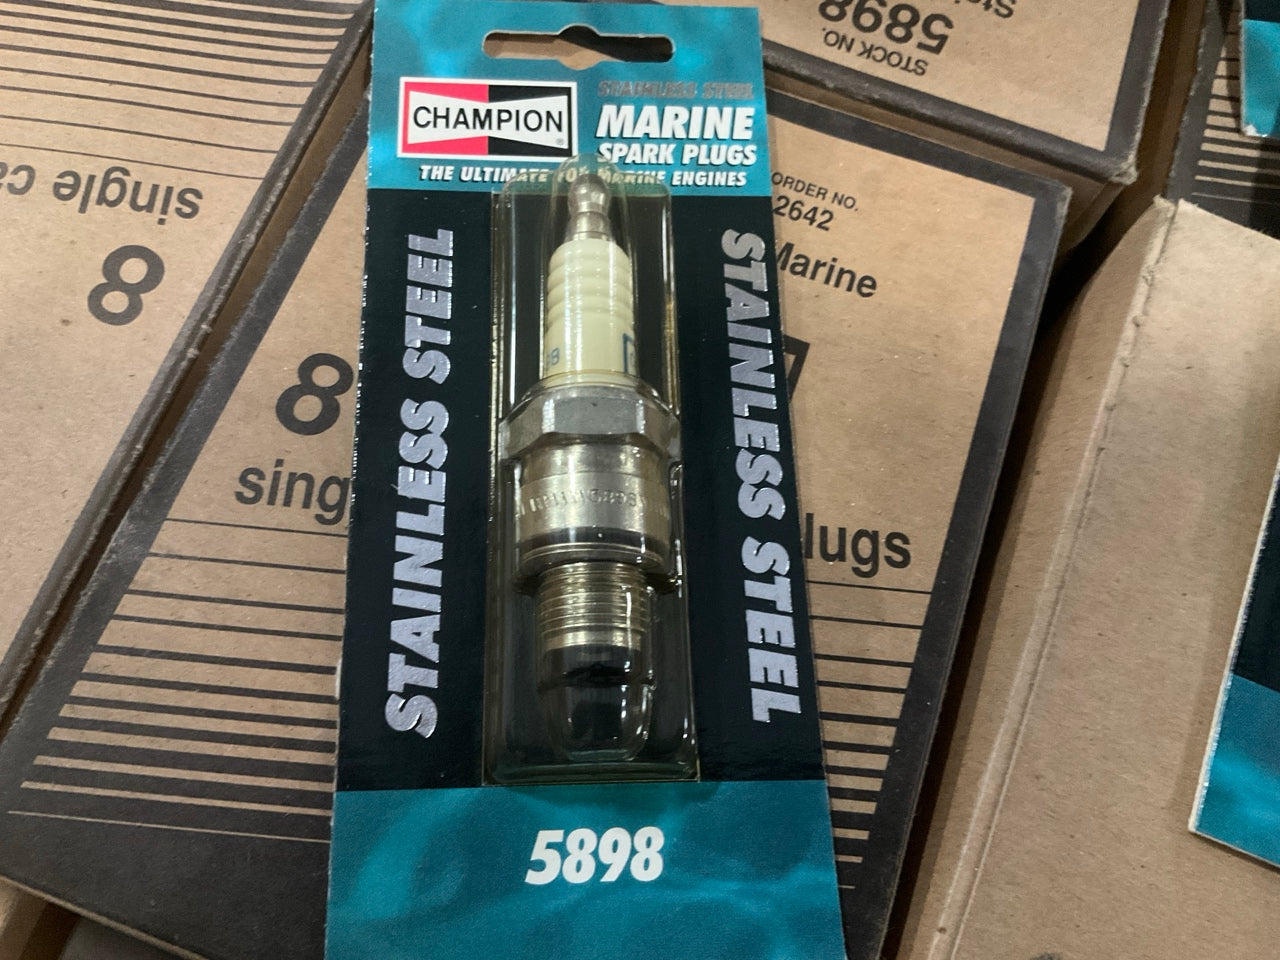 CHAMPION
STAINLESS STEEL
MARINE
SPARK PLUGS
THE ULTIMATE FOR MARINE ENGINES
STAINLESS STEEL
STAINLESS STEEL
5898
STOCK NO.
5898
ORDER NO.
2642
Marine
lugs
8
single
8
sing